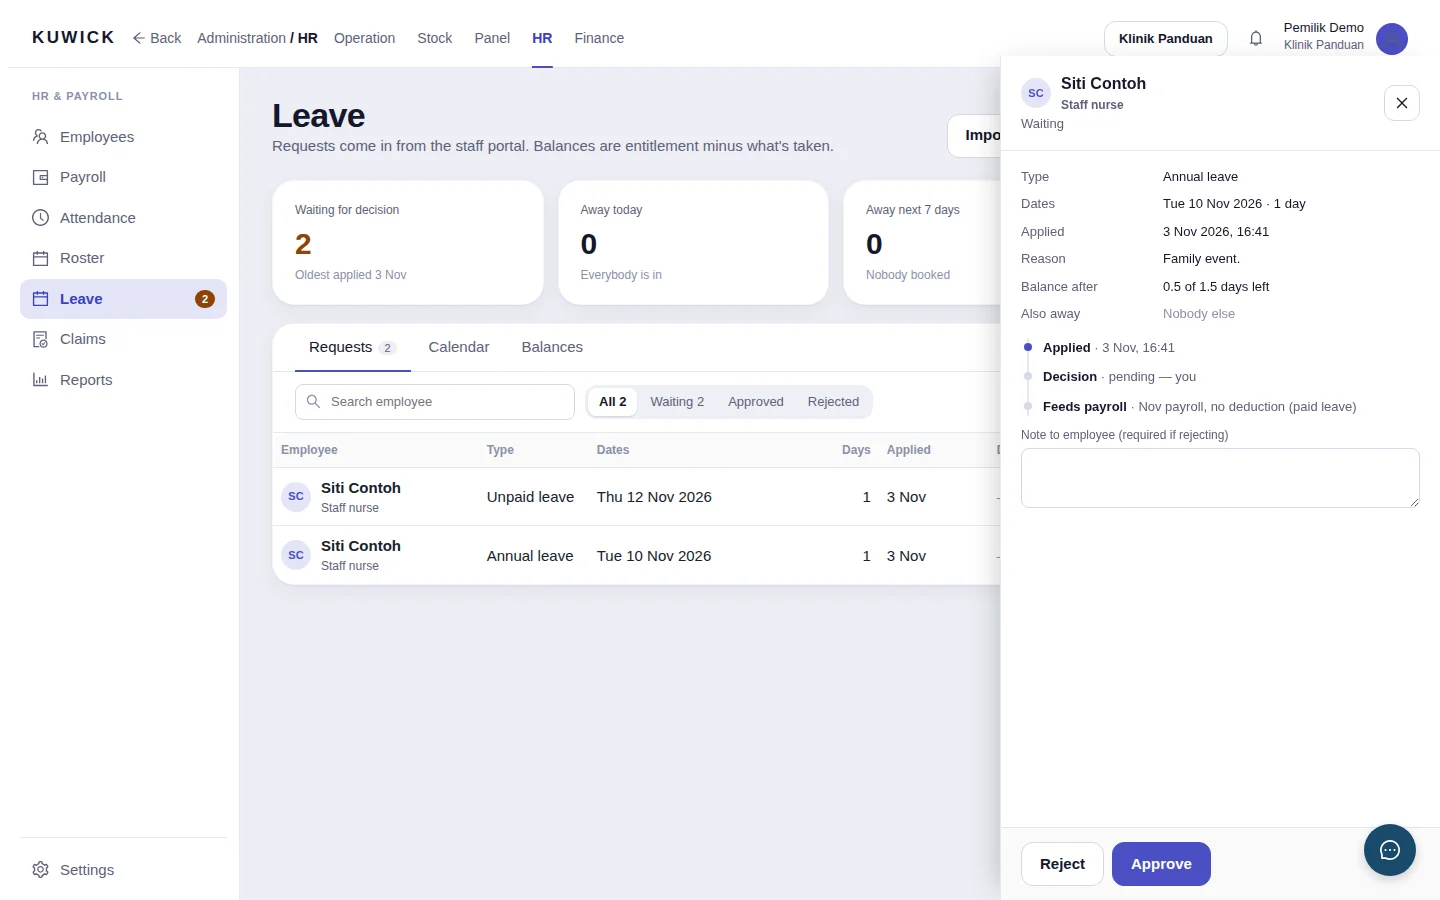 KUWICK
Back
Administration / HR
Operation
Stock
Panel
HR
Finance
Klinik Panduan
Pemilik Demo
Klinik Panduan
HR & PAYROLL
Employees
Payroll
Attendance
Roster
Leave 2
Claims
Reports
Settings
Leave
Requests come in from the staff portal. Balances are entitlement minus what's taken.
Waiting for decision
2
Oldest applied 3 Nov
Away today
0
Everybody is in
Away next 7 days
0
Nobody booked
Requests 2
Calendar
Balances
Search employee
All 2
Waiting 2
Approved
Rejected
Employee Type Dates Days Applied
SC Siti Contoh Unpaid leave Thu 12 Nov 2026 1 3 Nov
Staff nurse
SC Siti Contoh Annual leave Tue 10 Nov 2026 1 3 Nov
Staff nurse
SC Siti Contoh
Staff nurse
Waiting
Type Annual leave
Dates Tue 10 Nov 2026 · 1 day
Applied 3 Nov 2026, 16:41
Reason Family event.
Balance after 0.5 of 1.5 days left
Also away Nobody else
Applied · 3 Nov, 16:41
Decision · pending — you
Feeds payroll · Nov payroll, no deduction (paid leave)
Note to employee (required if rejecting)
Reject
Approve